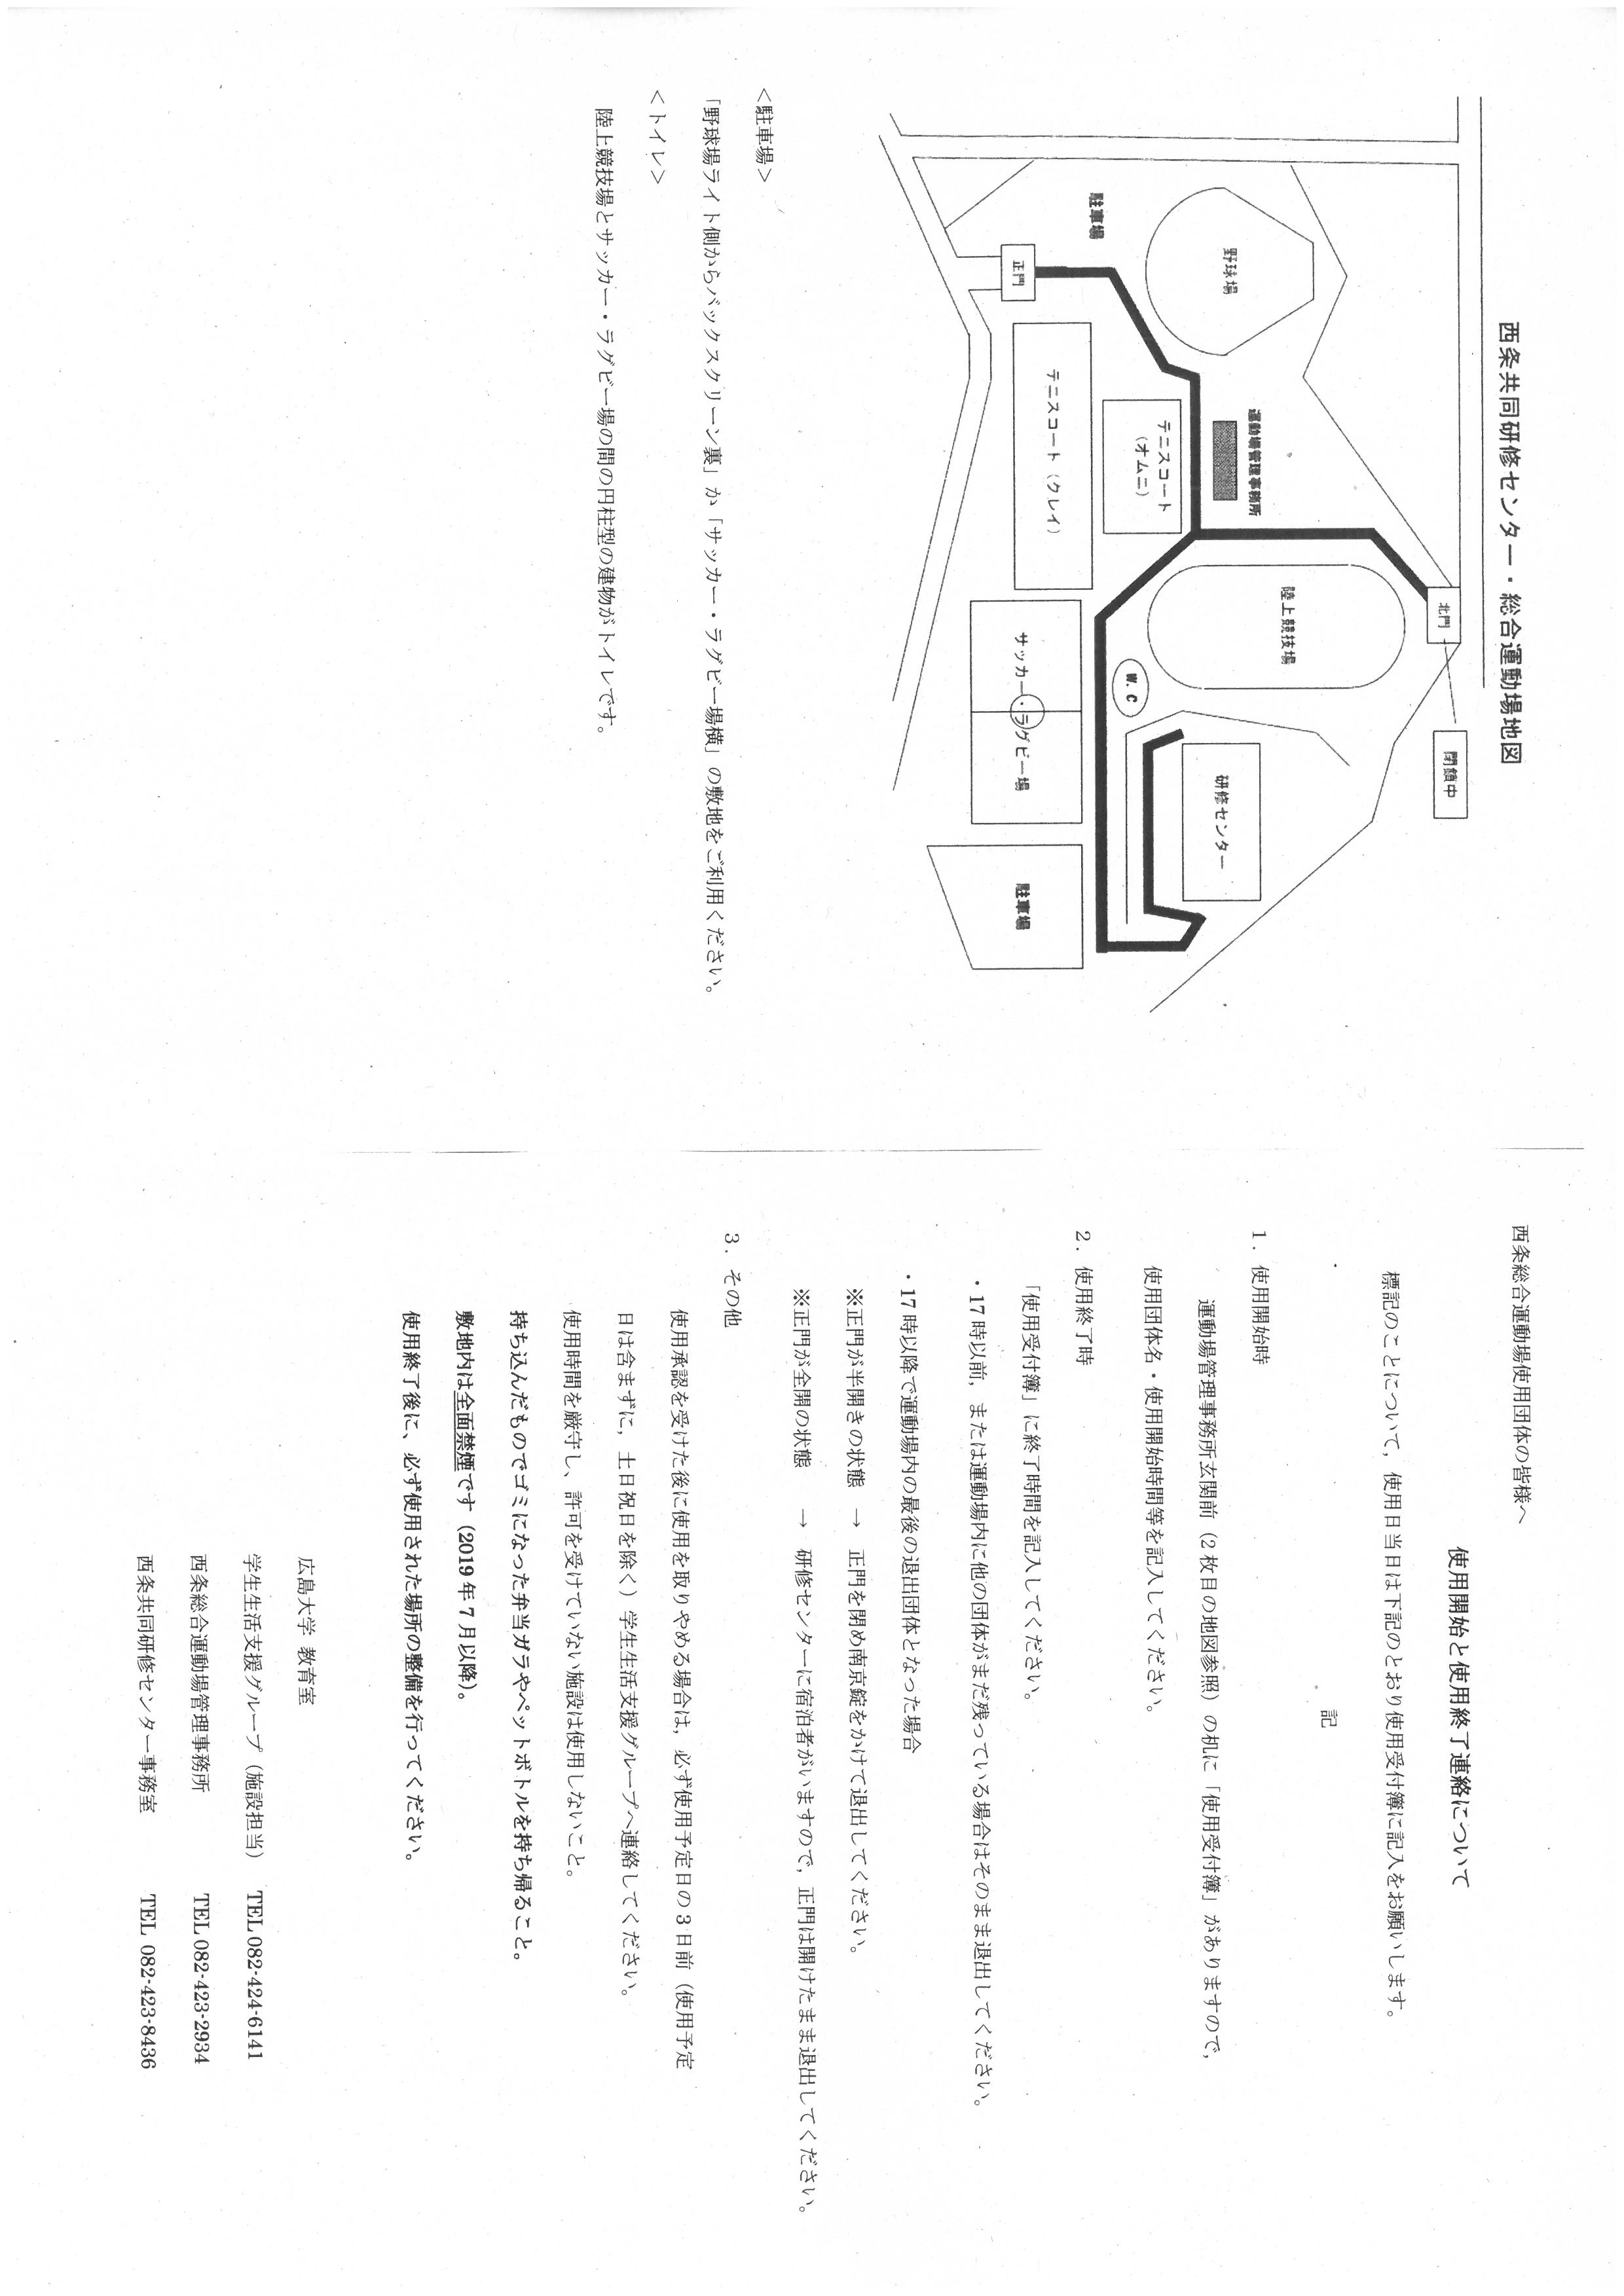 西条共同研修センター・総合運動場地図
閉鎖中
北門
野球場
運動場管理事務所
陸上競技場
研修センター
駐車場
テニスコート
(オムニ)
W.C
正門
テニスコート（クレイ）
サッカー・ラグビー場
駐車場
＜駐車場＞
「野球場ライト側からバックスクリーン裏」か「サッカー・ラグビー場横」の敷地をご利用ください。
＜トイレ＞
陸上競技場とサッカー・ラグビー場の間の円柱型の建物がトイレです。
西条総合運動場使用団体の皆様へ
使用開始と使用終了連絡について
標記のことについて，使用日当日は下記のとおり使用受付簿に記入をお願いします。
記
1．使用開始時
運動場管理事務所玄関前（2枚目の地図参照）の机に「使用受付簿」がありますので，
使用団体名・使用開始時間等を記入してください。
2．使用終了時
「使用受付簿」に終了時間を記入してください。
・17時以前，または運動場内に他の団体がまだ残っている場合はそのまま退出してください。
・17時以降で運動場内の最後の退出団体となった場合
※正門が半開きの状態　→　正門を閉め南京錠をかけて退出してください。
※正門が全開の状態　→　研修センターに宿泊者がいますので，正門は開けたまま退出してください。
3．その他
使用承認を受けた後に使用を取りやめる場合は，必ず使用予定日の3日前（使用予定
日は含まずに，土日祝日を除く）学生生活支援グループへ連絡してください。
使用時間を厳守し、許可を受けていない施設は使用しないこと。
持ち込んだものでゴミになった弁当ガラやペットボトルを持ち帰ること。
敷地内は全面禁煙です（2019年7月以降）。
使用終了後に、必ず使用された場所の整備を行ってください。
広島大学 教育室
学生生活支援グループ（施設担当）　TEL 082-424-6141
西条総合運動場管理事務所　TEL 082-423-2934
西条共同研修センター事務室　TEL 082-423-8436